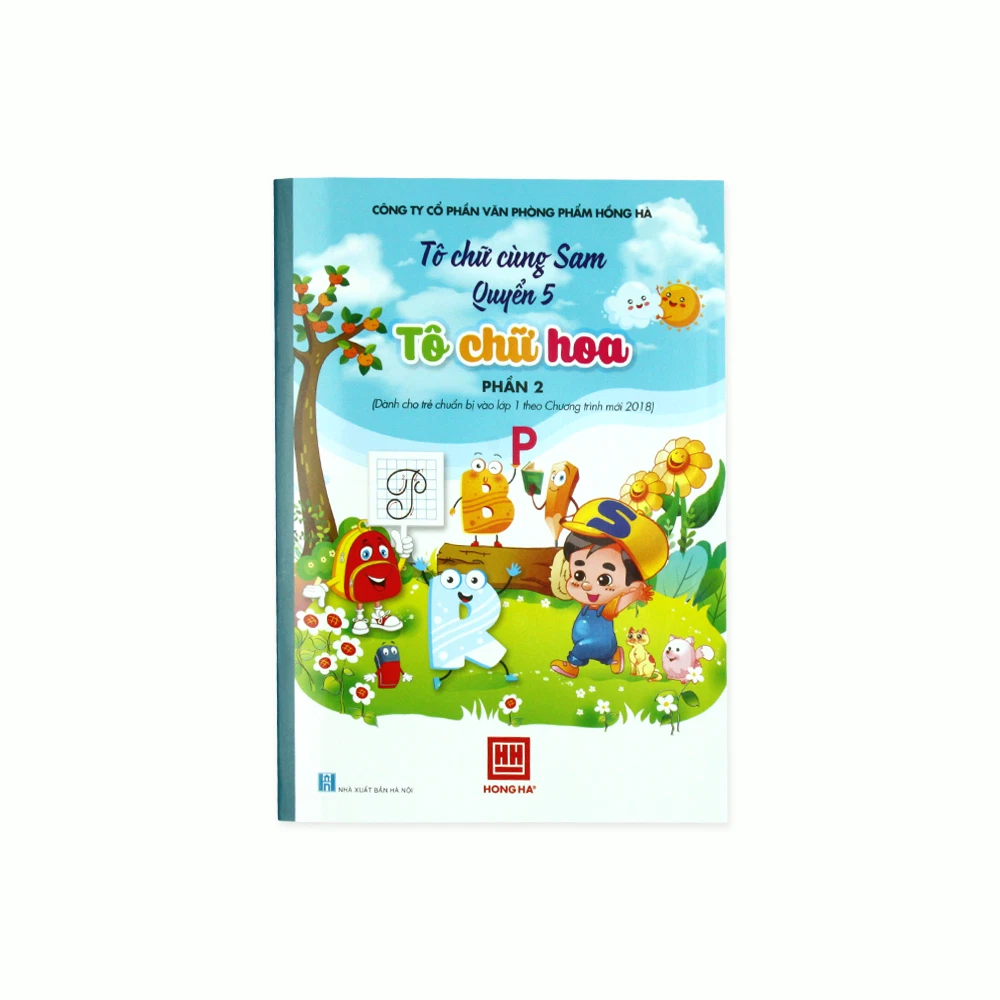 CÔNG TY CỔ PHẦN VĂN PHÒNG PHẨM HỒNG HÀ
Tô chữ cùng Sam
Quyển 5
Tô chữ hoa
PHẦN 2
(Dành cho trẻ chuẩn bị vào lớp 1 theo Chương trình mới 2018)
P
P
B
S
R
HH
HONG HA®
NHÀ XUẤT BẢN HÀ NỘI